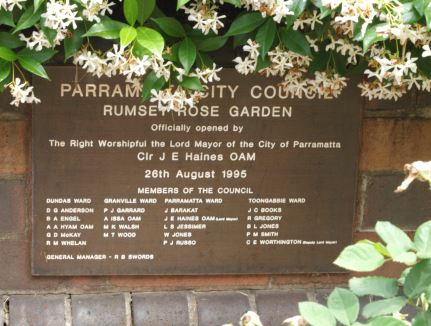 PARRAMATTA CITY COUNCIL
RUMSEY ROSE GARDEN
Officially opened by
The Right Worshipful the Lord Mayor of the City of Parramatta
Clr J E Haines OAM
26th August 1995
MEMBERS OF THE COUNCIL
DUNDAS WARD GRANVILLE WARD PARRAMATTA WARD TOONGABBIE WARD
D G ANDERSON P J GARRARD J BARAKAT J C BOOKS
B A ENGEL A ISSA OAM J E HAINES OAM (Lord Mayor) R GREGORY
A A HYAM OAM M K WALSH L S JESSIMER B L JONES
G D McKAY M T WOOD W JONES P M SMITH
R M WHELAN P J RUSSO C E WORTHINGTON (Deputy Lord Mayor)
GENERAL MANAGER - R B SWORDS